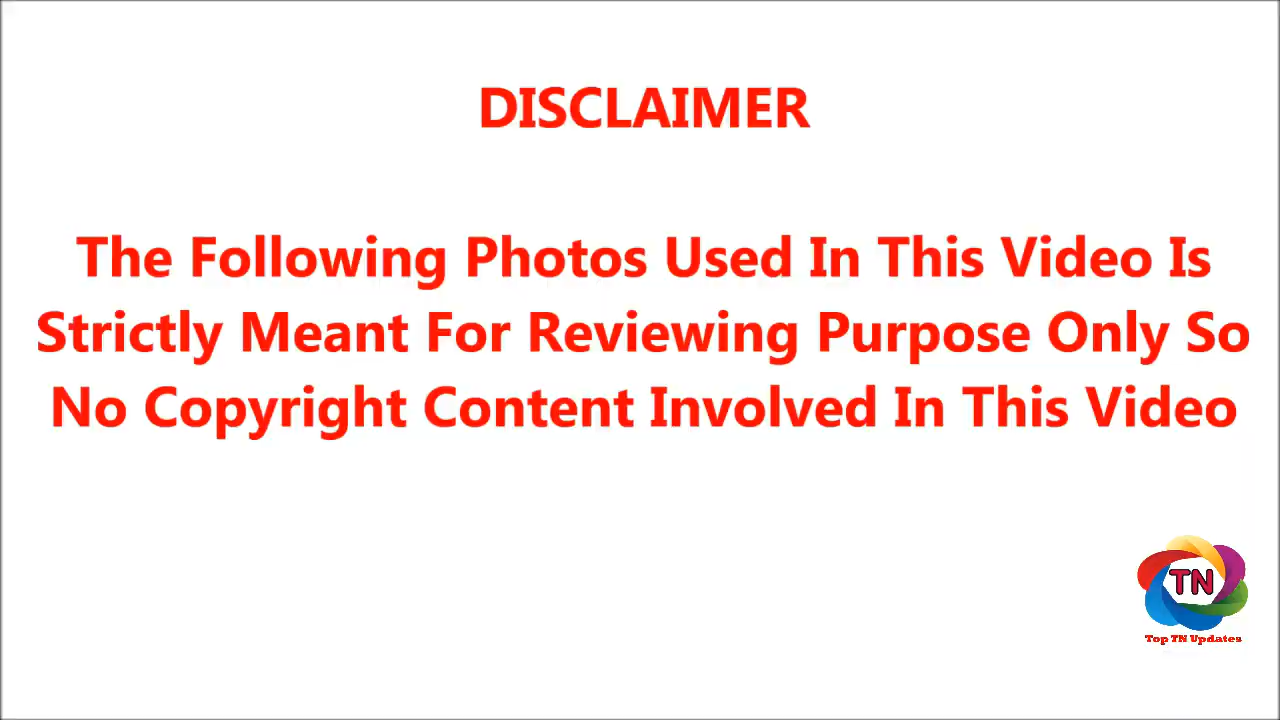 DISCLAIMER
The Following Photos Used In This Video Is
Strictly Meant For Reviewing Purpose Only So
No Copyright Content Involved In This Video
TN
Top TN Updates